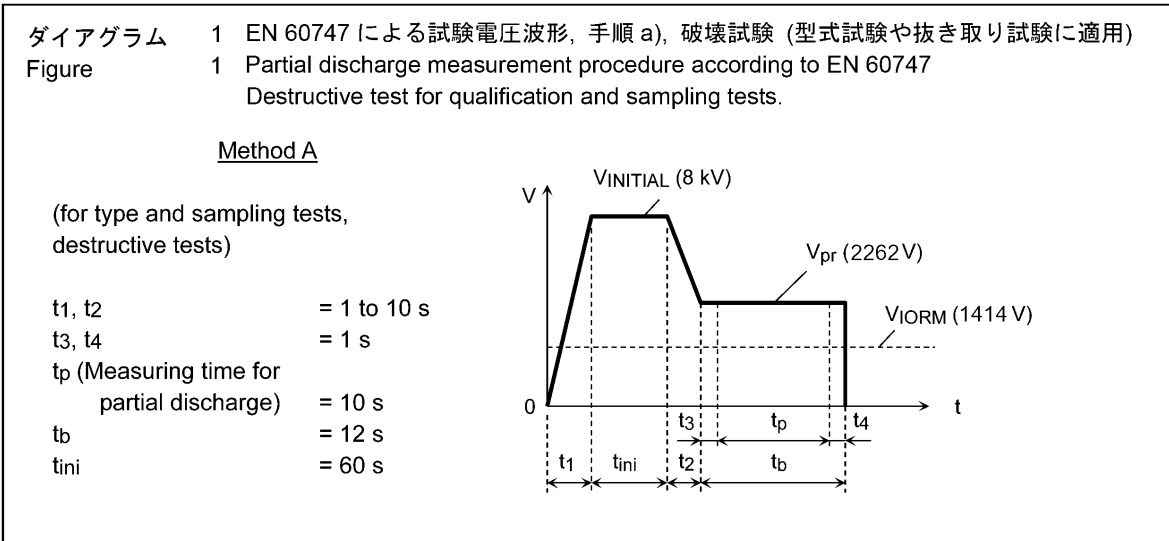 ダイアグラム 1 EN 60747 による試験電圧波形, 手順 a), 破壊試験 (型式試験や抜き取り試験に適用)
Figure 1 Partial discharge measurement procedure according to EN 60747
Destructive test for qualification and sampling tests.
Method A
(for type and sampling tests,
destructive tests)
t1, t2 = 1 to 10 s
t3, t4 = 1 s
tp (Measuring time for
partial discharge) = 10 s
tb = 12 s
tini = 60 s
V
VINITIAL (8 kV)
Vpr (2262 V)
VIORM (1414 V)
0
t
t3 tp t4
t1 tini t2 tb